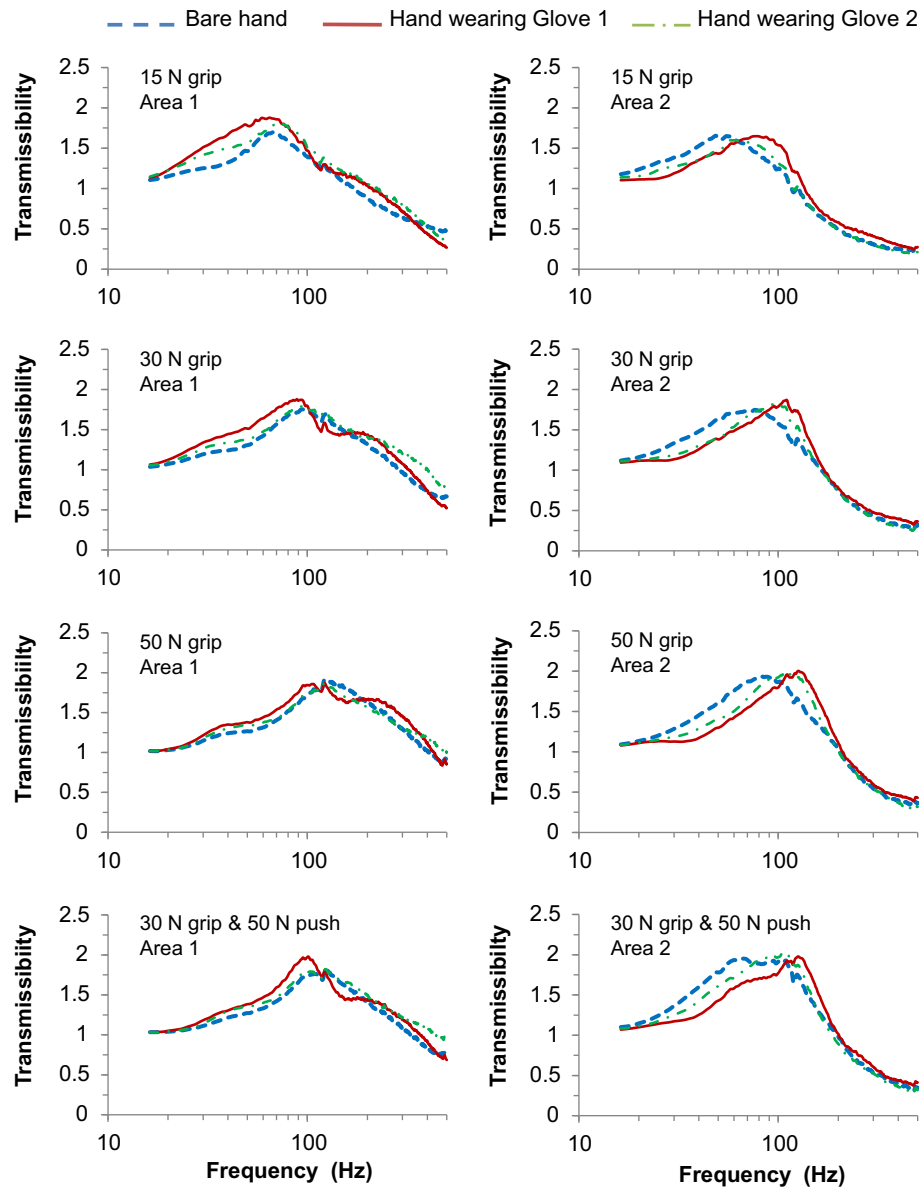 Bare hand
Hand wearing Glove 1
Hand wearing Glove 2
Transmissibility
2.5
2
1.5
1
0.5
0
15 N grip
Area 1
10
100
Transmissibility
2.5
2
1.5
1
0.5
0
15 N grip
Area 2
10
100
Transmissibility
2.5
2
1.5
1
0.5
0
30 N grip
Area 1
10
100
Transmissibility
2.5
2
1.5
1
0.5
0
30 N grip
Area 2
10
100
Transmissibiilty
2.5
2
1.5
1
0.5
0
50 N grip
Area 1
10
100
Transmissibility
2.5
2
1.5
1
0.5
0
50 N grip
Area 2
10
100
Transmissibiilty
2.5
2
1.5
1
0.5
0
30 N grip & 50 N push
Area 1
10
100
Frequency (Hz)
Transmissibilty
2.5
2
1.5
1
0.5
0
30 N grip & 50 N push
Area 2
10
100
Frequency (Hz)